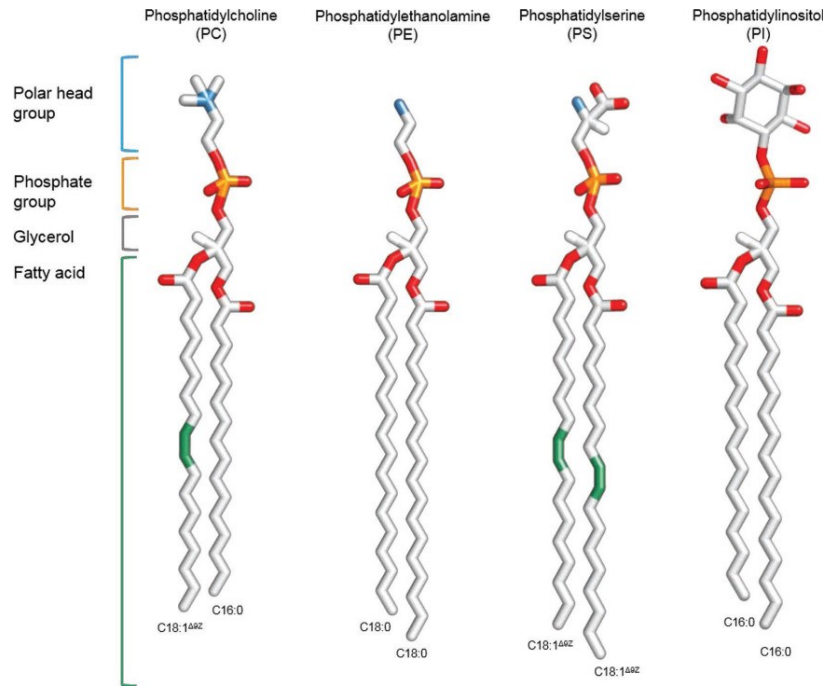 Phosphatidylcholine
(PC)
Phosphatidylethanolamine
(PE)
Phosphatidylserine
(PS)
Phosphatidylinositol
(PI)
Polar head
group
Phosphate
group
Glycerol
Fatty acid
C18:1Δ9Z
C16:0
C18:0
C18:0
C18:1Δ9Z
C18:1Δ9Z
C16:0
C16:0